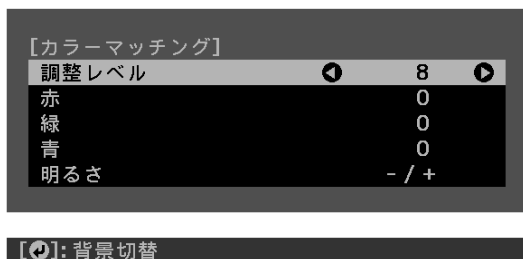 [カラーマッチング]
調整レベル 8
赤 0
緑 0
青 0
明るさ - / +
[⏎]: 背景切替